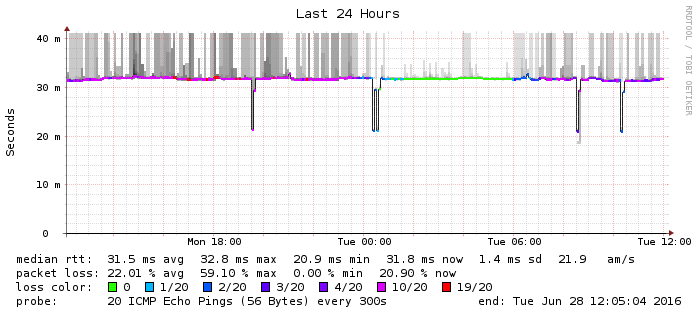 Last 24 Hours
RRDTOOL / TOBI OETIKER
Seconds
40 m
30 m
20 m
10 m
0
Mon 18:00 Tue 00:00 Tue 06:00 Tue 12:00
median rtt: 31.5 ms avg 32.8 ms max 20.9 ms min 31.8 ms now 1.4 ms sd 21.9 am/s
packet loss: 22.01 % avg 59.10 % max 0.00 % min 20.90 % now
loss color: 0 1/20 2/20 3/20 4/20 10/20 19/20
probe: 20 ICMP Echo Pings (56 Bytes) every 300s end: Tue Jun 28 12:05:04 2016